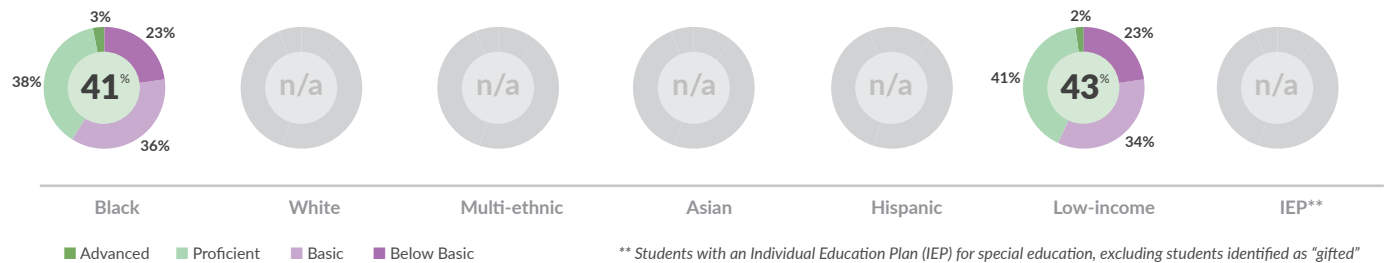 3%
23%
38%
41%
36%
n/a
n/a
n/a
n/a
2%
23%
41%
43%
34%
n/a
Black White Multi-ethnic Asian Hispanic Low-income IEP**
Advanced Proficient Basic Below Basic
** Students with an Individual Education Plan (IEP) for special education, excluding students identified as “gifted”